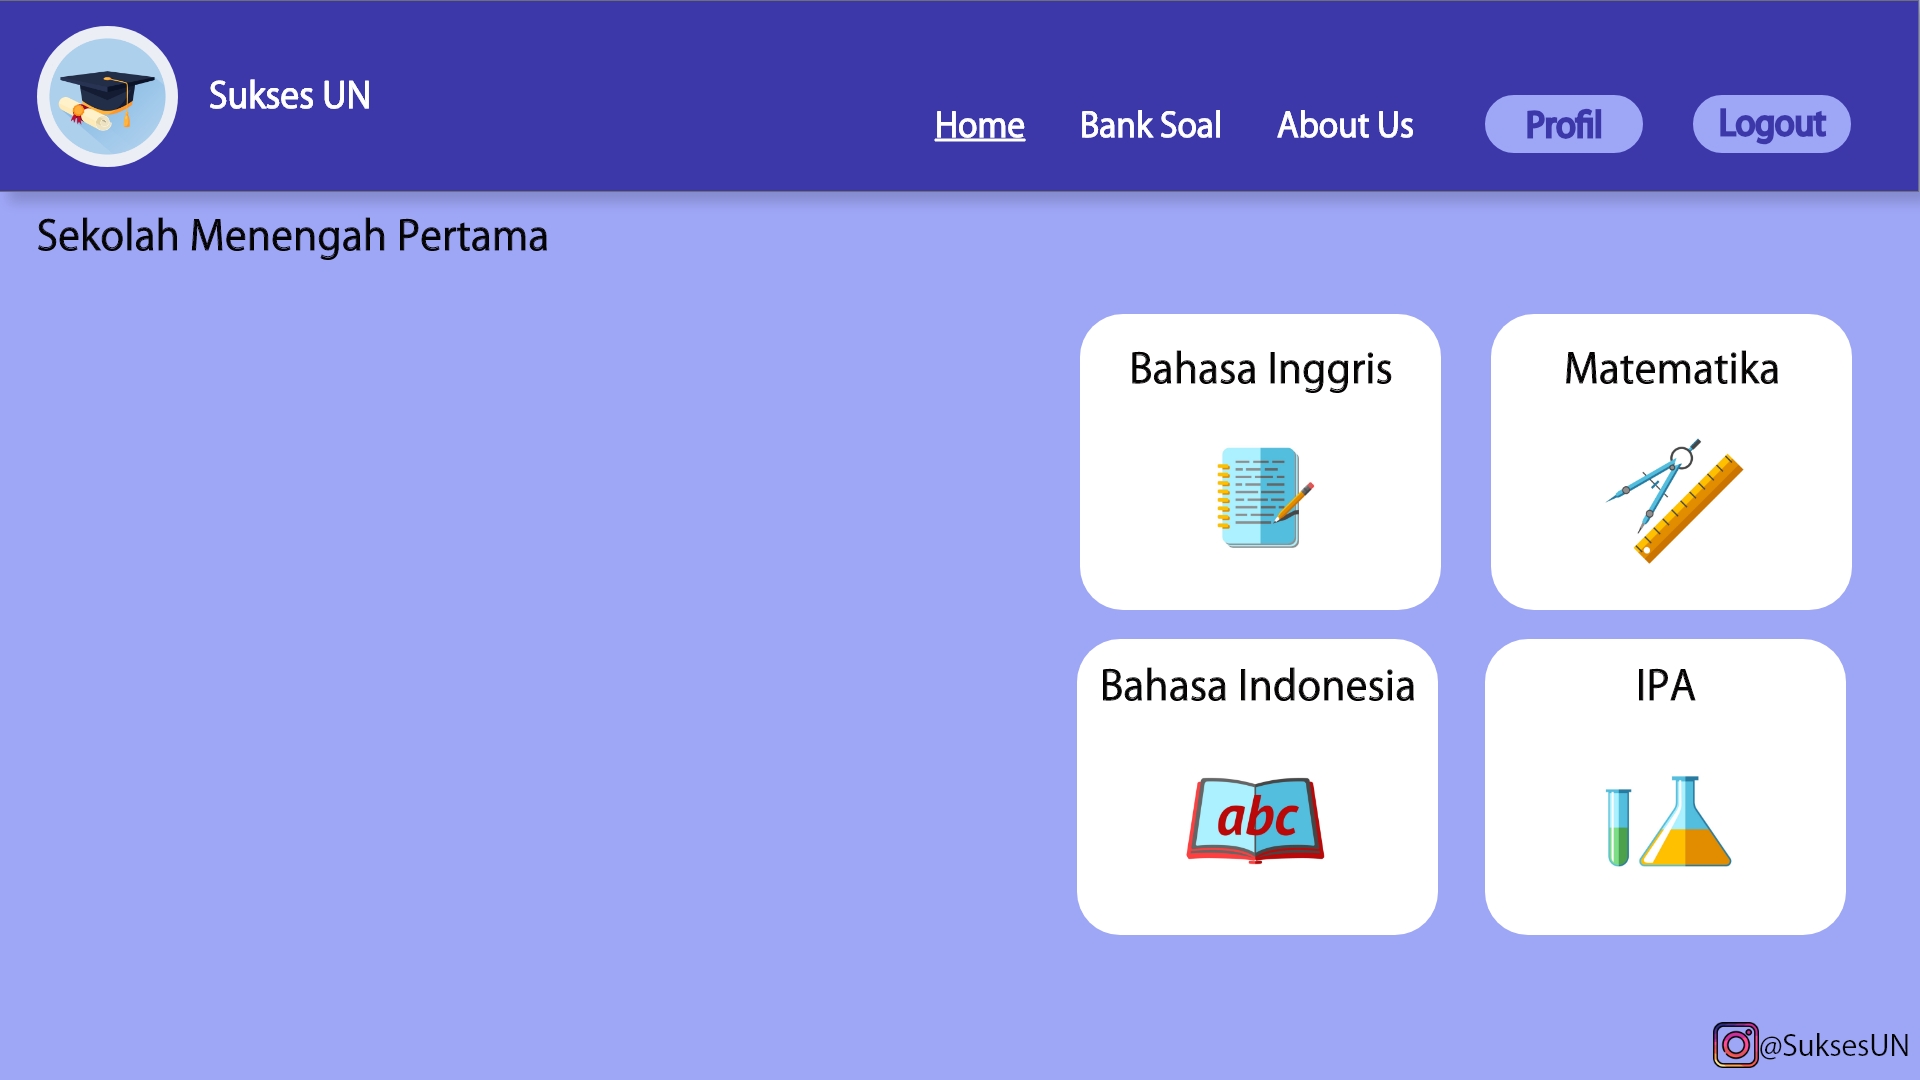 Sukses UN
Home Bank Soal About Us Profil Logout
Sekolah Menengah Pertama
Bahasa Inggris
Matematika
Bahasa Indonesia
abc
IPA
@SuksesUN